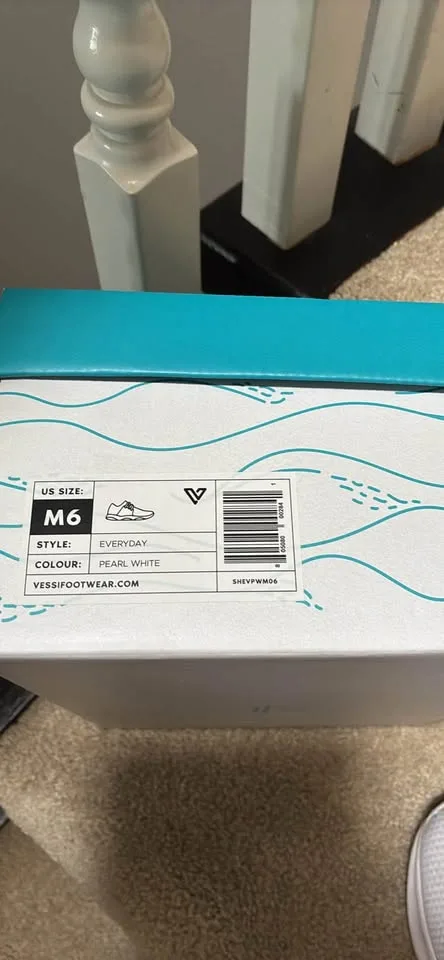 US SIZE:
M6
STYLE: EVERYDAY
COLOUR: PEARL WHITE
VESSIFOOTWEAR.COM
SHEVPWM06